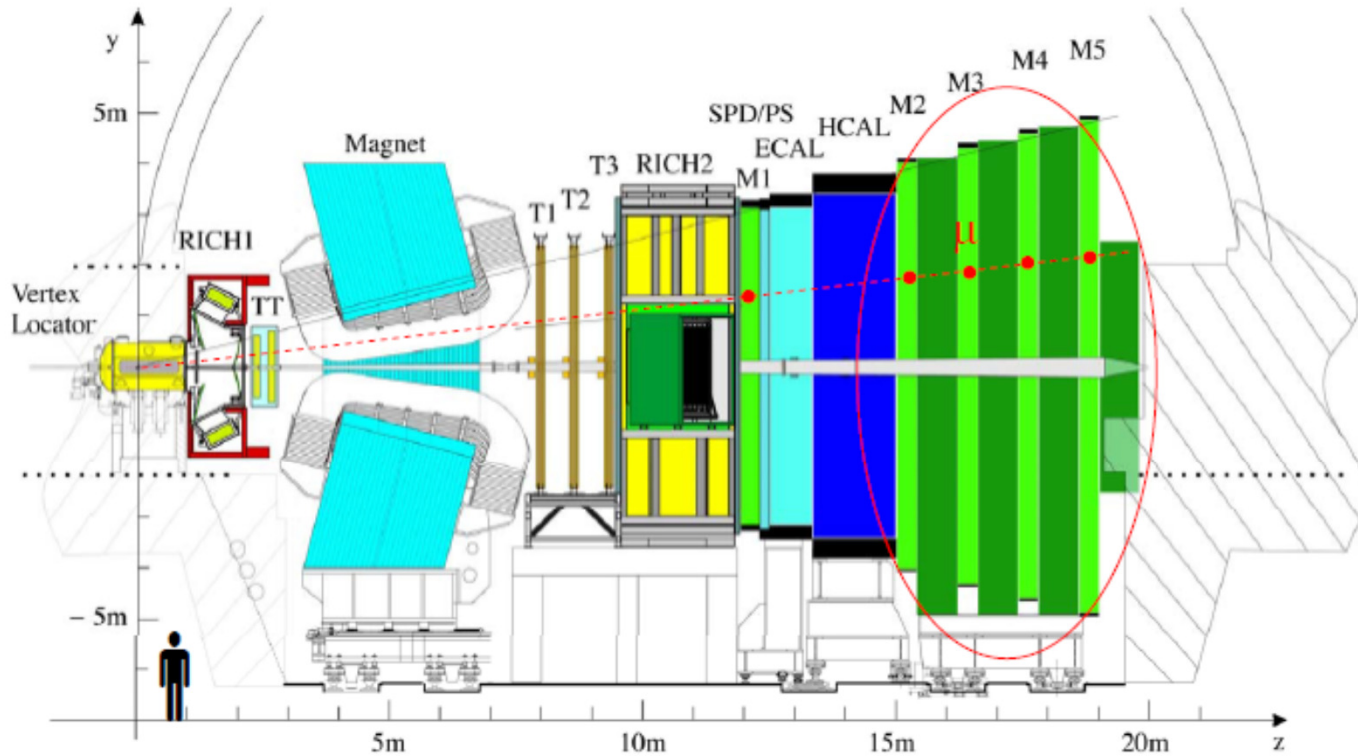 y
5m
Magnet
RICH1
Vertex
Locator
TT
T1
T2
T3
RICH2
M1
SPD/PS
ECAL
HCAL
M2
M3
M4
M5
μ
– 5m
5m
10m
15m
20m
z